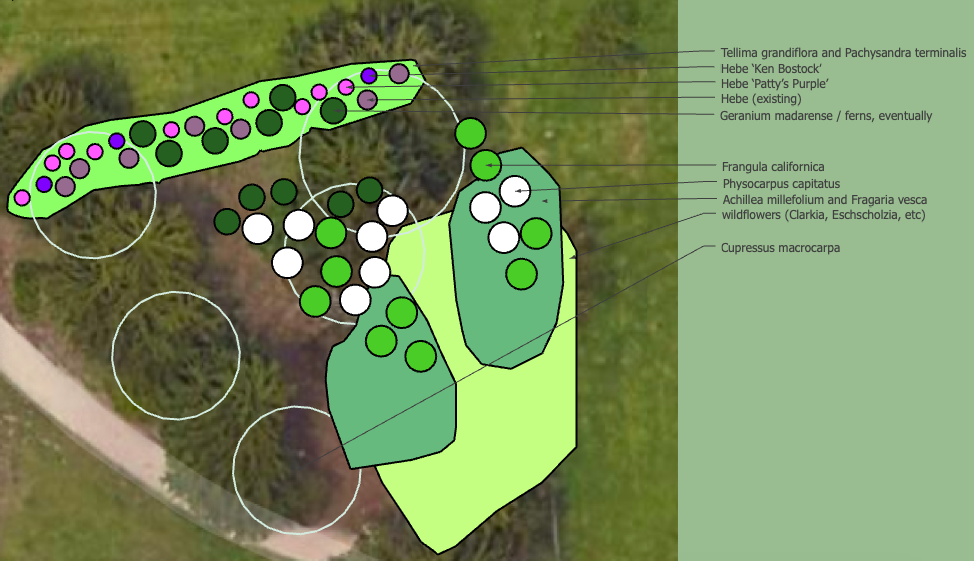 Tellima grandiflora and Pachysandra terminalis
Hebe ‘Ken Bostock’
Hebe ‘Patty’s Purple’
Hebe (existing)
Geranium madarense / ferns, eventually
Frangula californica
Physocarpus capitatus
Achillea millefolium and Fragaria vesca
wildflowers (Clarkia, Eschscholzia, etc)
Cupressus macrocarpa